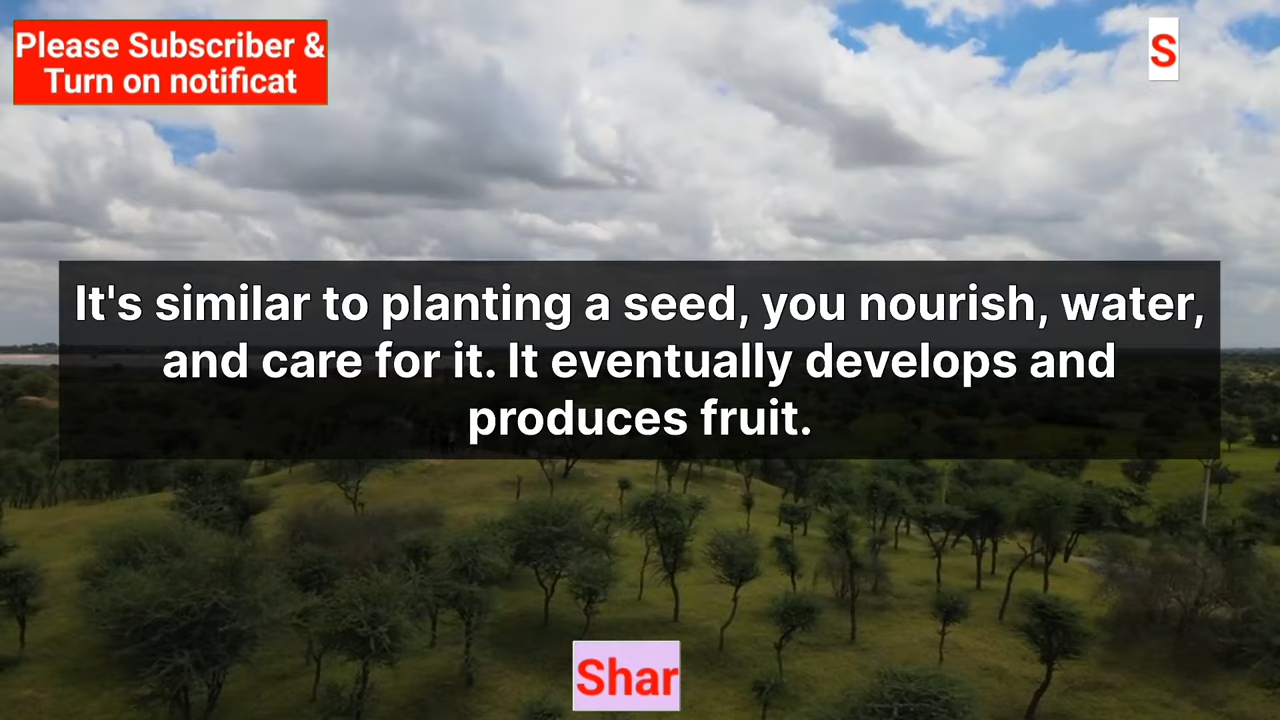 Please Subscriber &
Turn on notificat
S
It's similar to planting a seed, you nourish, water,
and care for it. It eventually develops and
produces fruit.
Shar